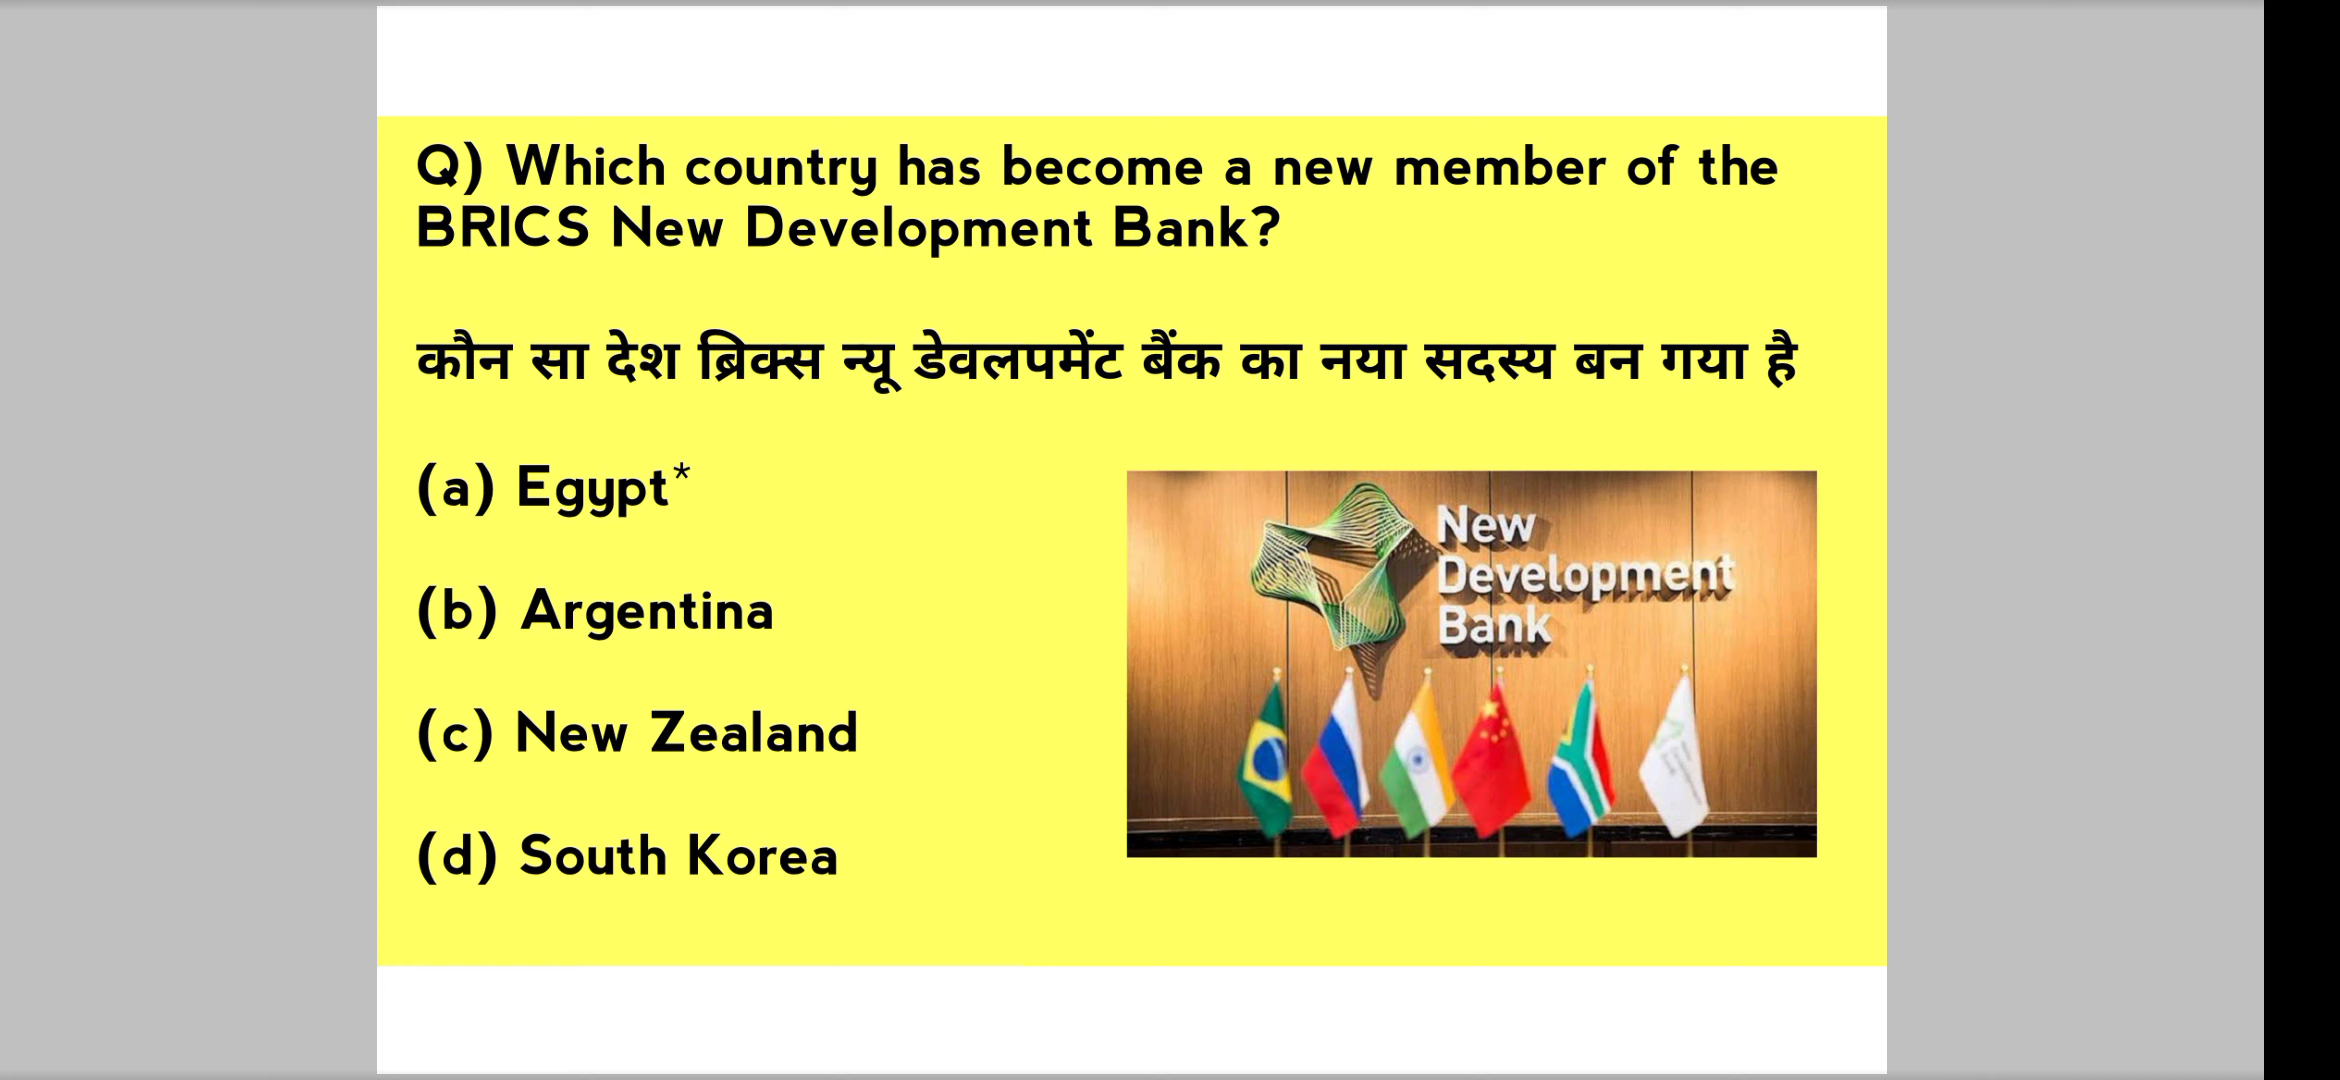 Q) Which country has become a new member of the
BRICS New Development Bank?
कौन सा देश ब्रिक्स न्यू डेवलपमेंट बैंक का नया सदस्य बन गया है
(a) Egypt*
(b) Argentina
(c) New Zealand
(d) South Korea
New
Development
Bank